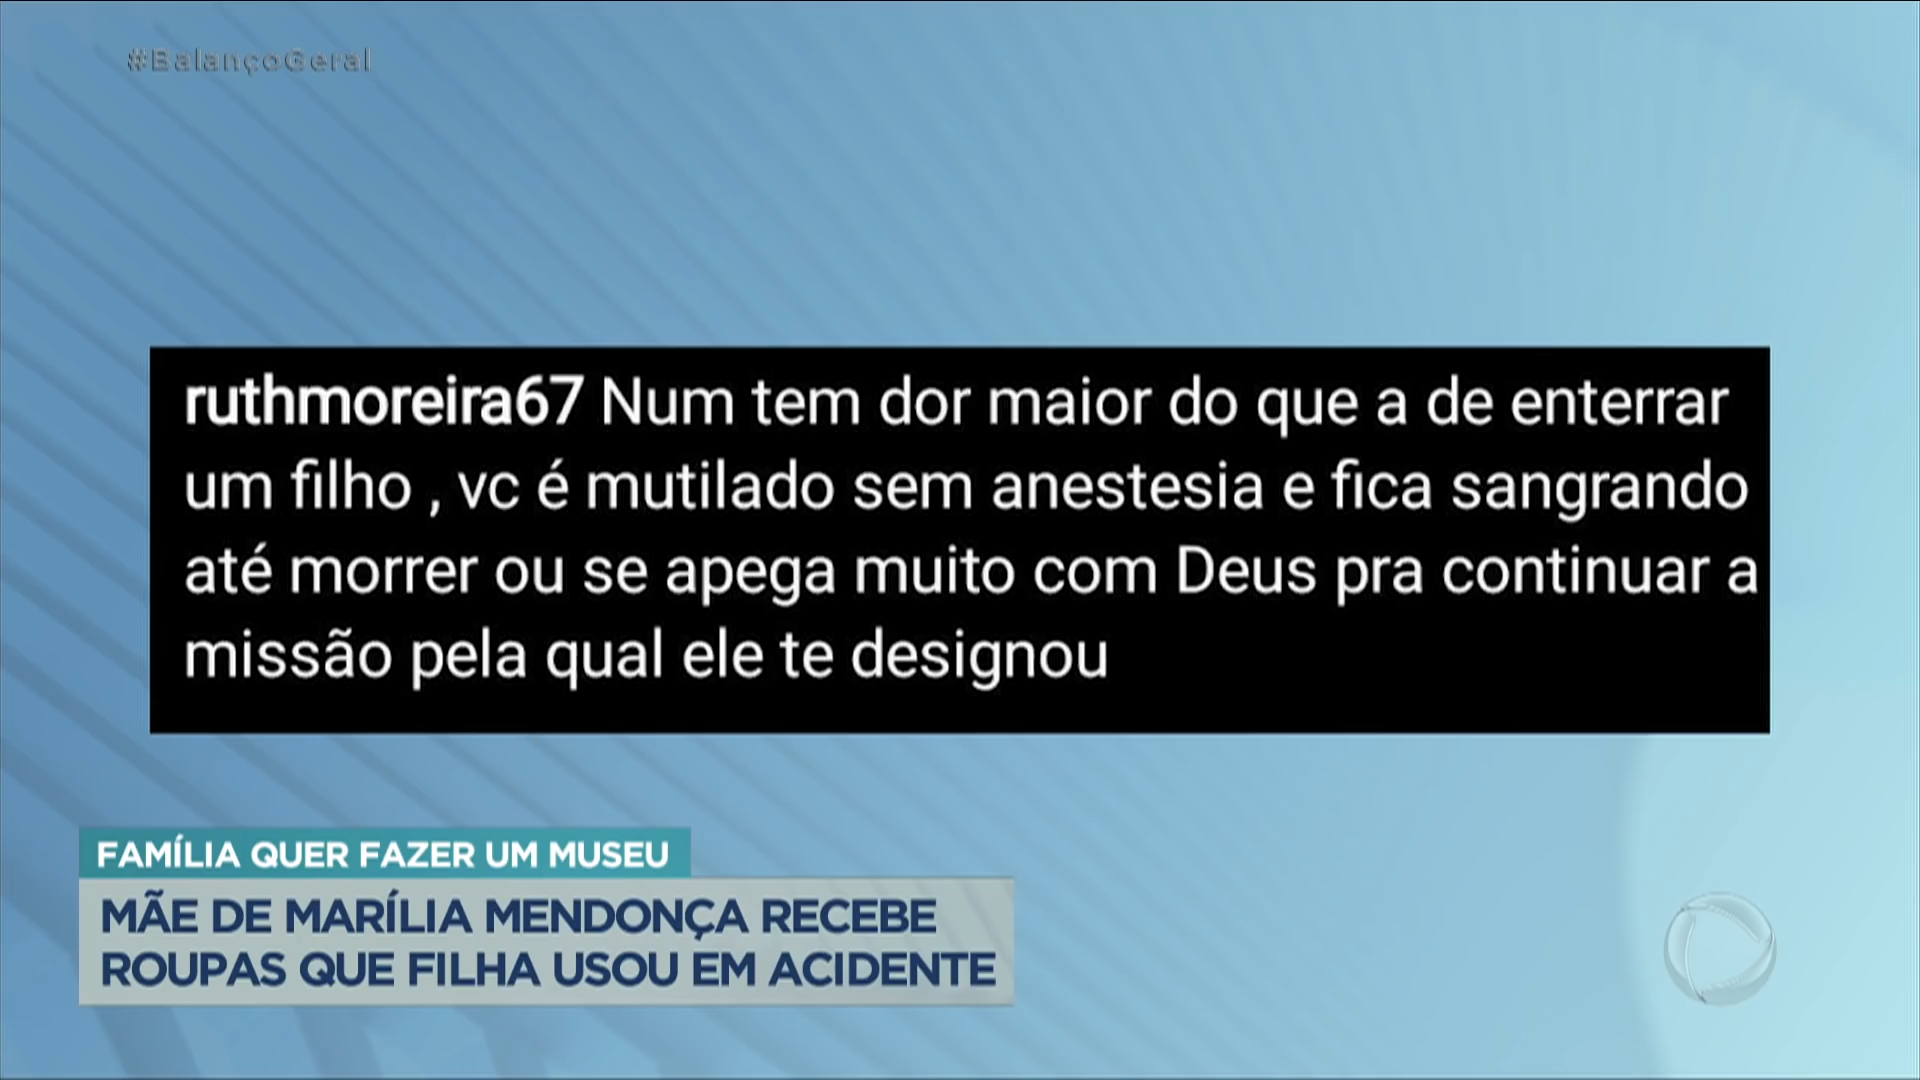 #BalançoGeral
ruthmoreira67 Num tem dor maior do que a de enterrar
um filho , vc é mutilado sem anestesia e fica sangrando
até morrer ou se apega muito com Deus pra continuar a
missão pela qual ele te designou
FAMÍLIA QUER FAZER UM MUSEU
MÃE DE MARÍLIA MENDONÇA RECEBE
ROUPAS QUE FILHA USOU EM ACIDENTE